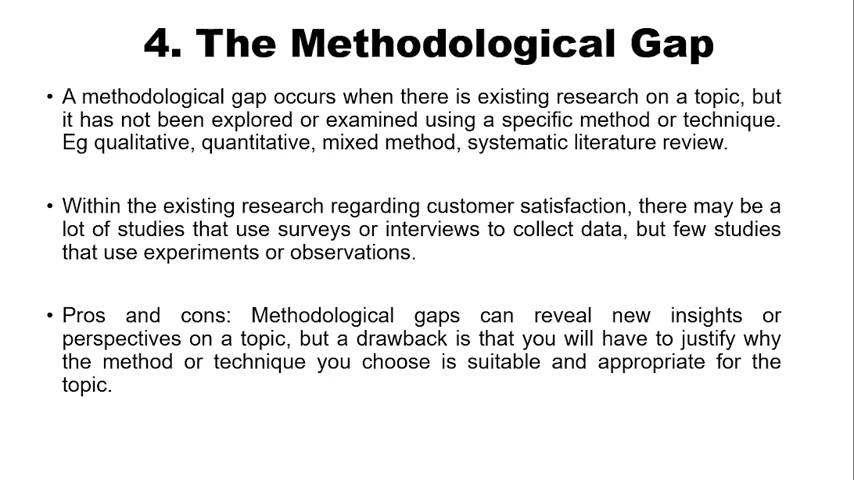 4. The Methodological Gap
• A methodological gap occurs when there is existing research on a topic, but
it has not been explored or examined using a specific method or technique.
Eg qualitative, quantitative, mixed method, systematic literature review.
• Within the existing research regarding customer satisfaction, there may be a
lot of studies that use surveys or interviews to collect data, but few studies
that use experiments or observations.
• Pros and cons: Methodological gaps can reveal new insights or
perspectives on a topic, but a drawback is that you will have to justify why
the method or technique you choose is suitable and appropriate for the
topic.